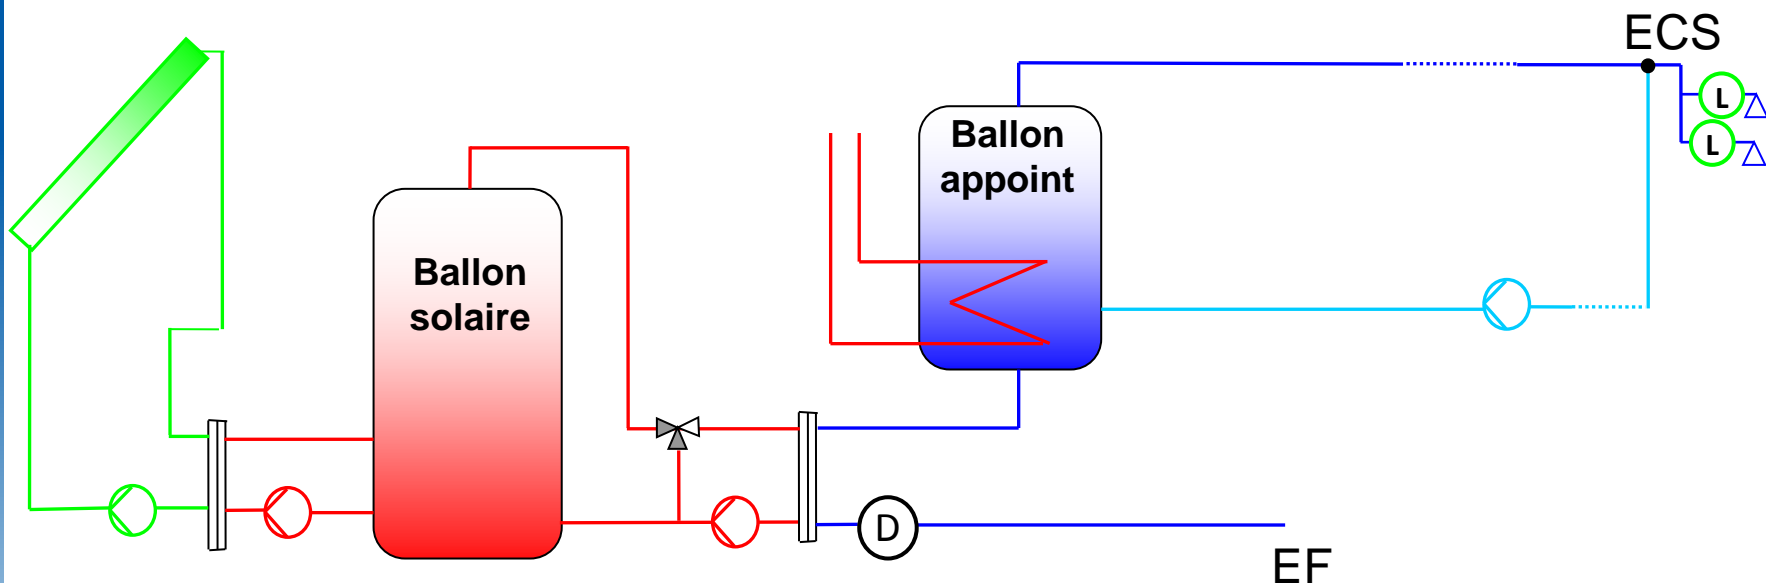 ECS
L
L
Ballon
appoint
Ballon
solaire
D
EF